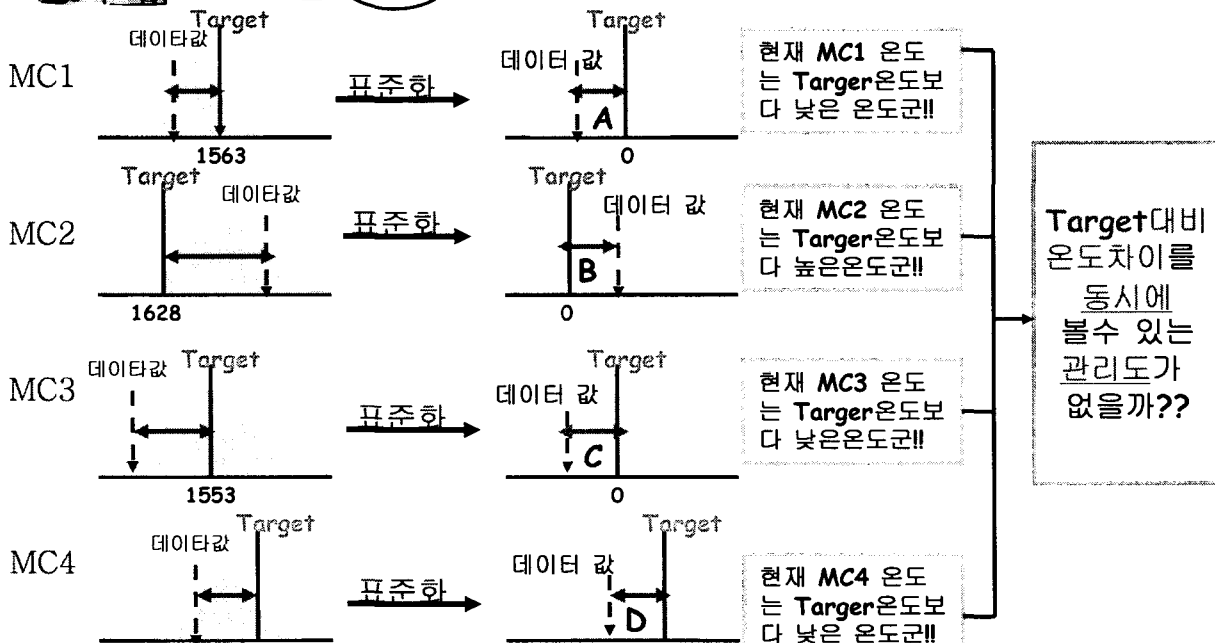 Target
데이타값
MC1
1563
표준화
Target
데이터 값
A
0
현재 MC1 온도
는 Targer온도보
다 낮은 온도군!!
Target
데이타값
MC2
1628
표준화
Target
데이터 값
B
0
현재 MC2 온도
는 Targer온도보
다 높은온도군!!
Target
데이타값
MC3
1553
표준화
Target
데이터 값
C
0
현재 MC3 온도
는 Targer온도보
다 낮은온도군!!
Target
데이타값
MC4
표준화
Target
데이터 값
D
현재 MC4 온도
는 Targer온도보
다 낮은 온도군!!
Target대비
온도차이를
동시에
볼수 있는
관리도가
없을까??